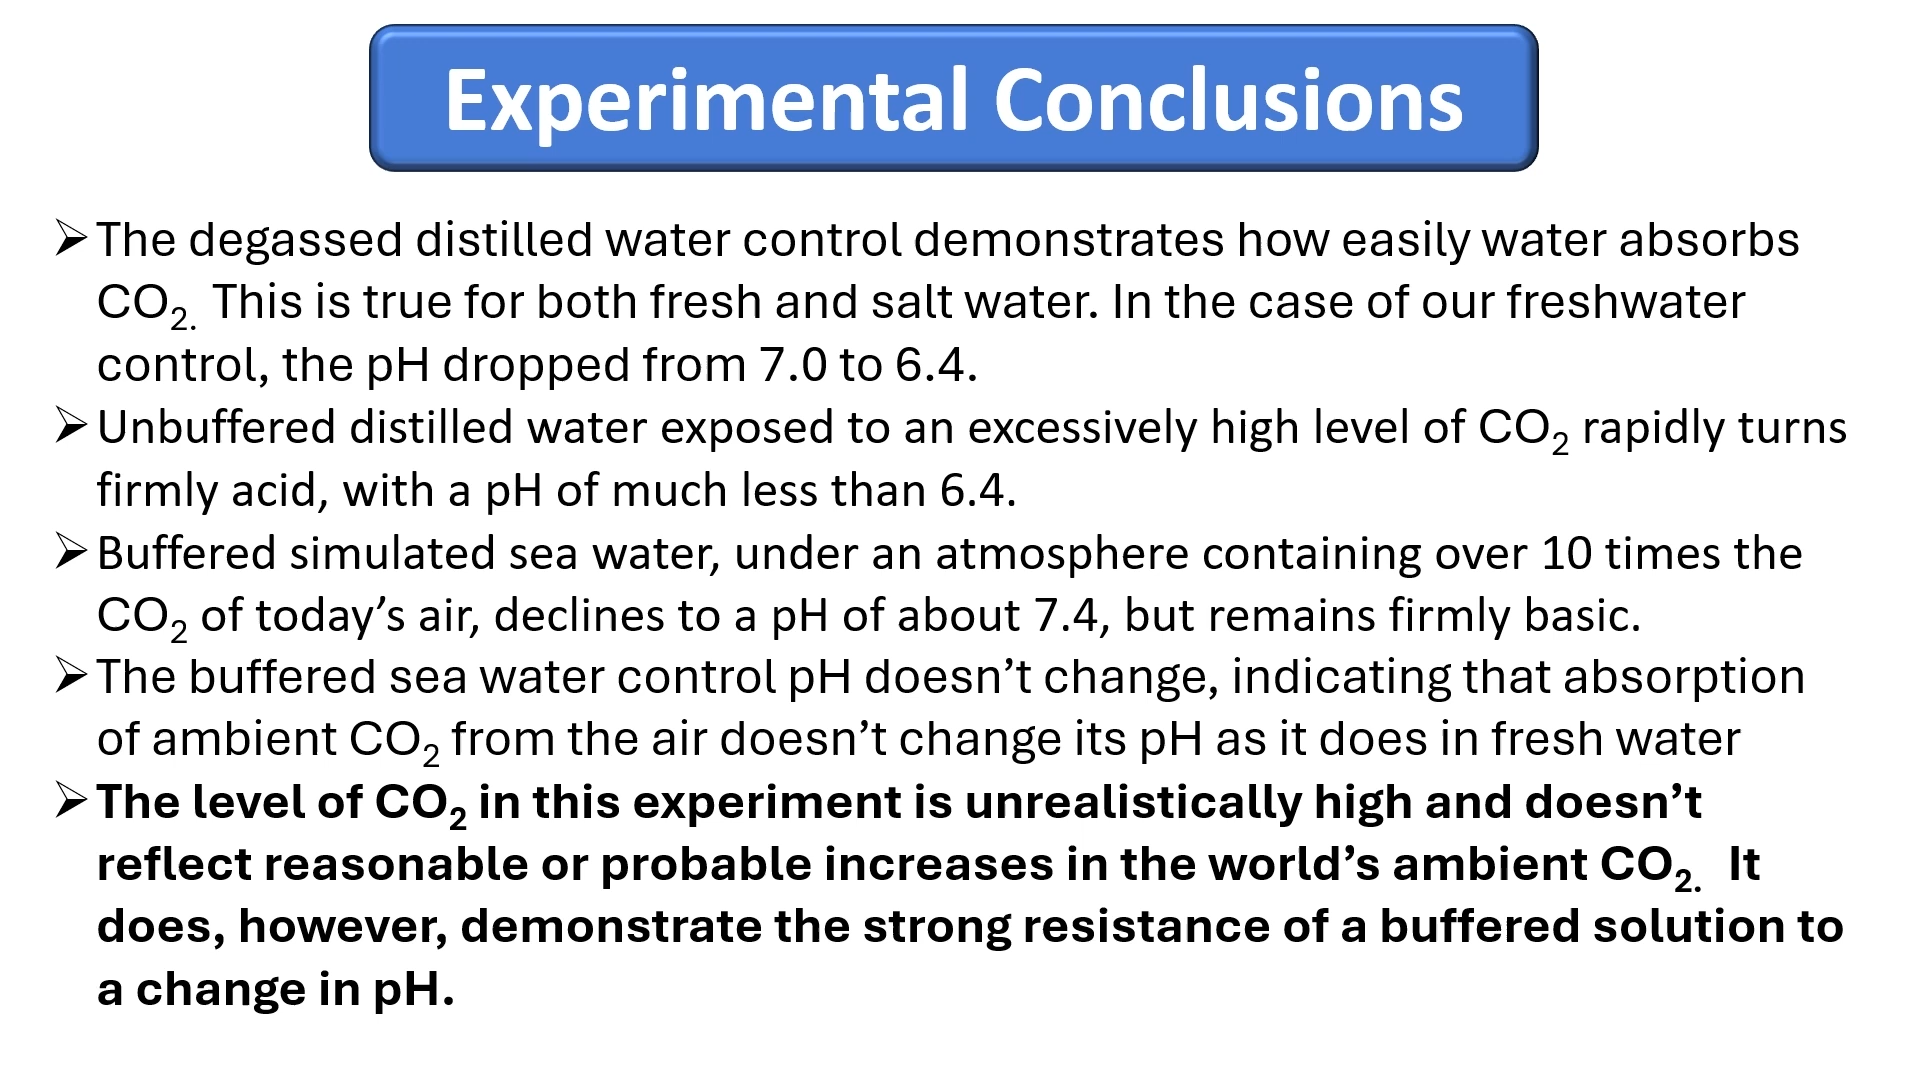 Experimental Conclusions
➢The degassed distilled water control demonstrates how easily water absorbs
CO₂. This is true for both fresh and salt water. In the case of our freshwater
control, the pH dropped from 7.0 to 6.4.
➢Unbuffered distilled water exposed to an excessively high level of CO₂ rapidly turns
firmly acid, with a pH of much less than 6.4.
➢Buffered simulated sea water, under an atmosphere containing over 10 times the
CO₂ of today’s air, declines to a pH of about 7.4, but remains firmly basic.
➢The buffered sea water control pH doesn’t change, indicating that absorption
of ambient CO₂ from the air doesn’t change its pH as it does in fresh water
➢The level of CO₂ in this experiment is unrealistically high and doesn’t
reflect reasonable or probable increases in the world’s ambient CO₂. It
does, however, demonstrate the strong resistance of a buffered solution to
a change in pH.